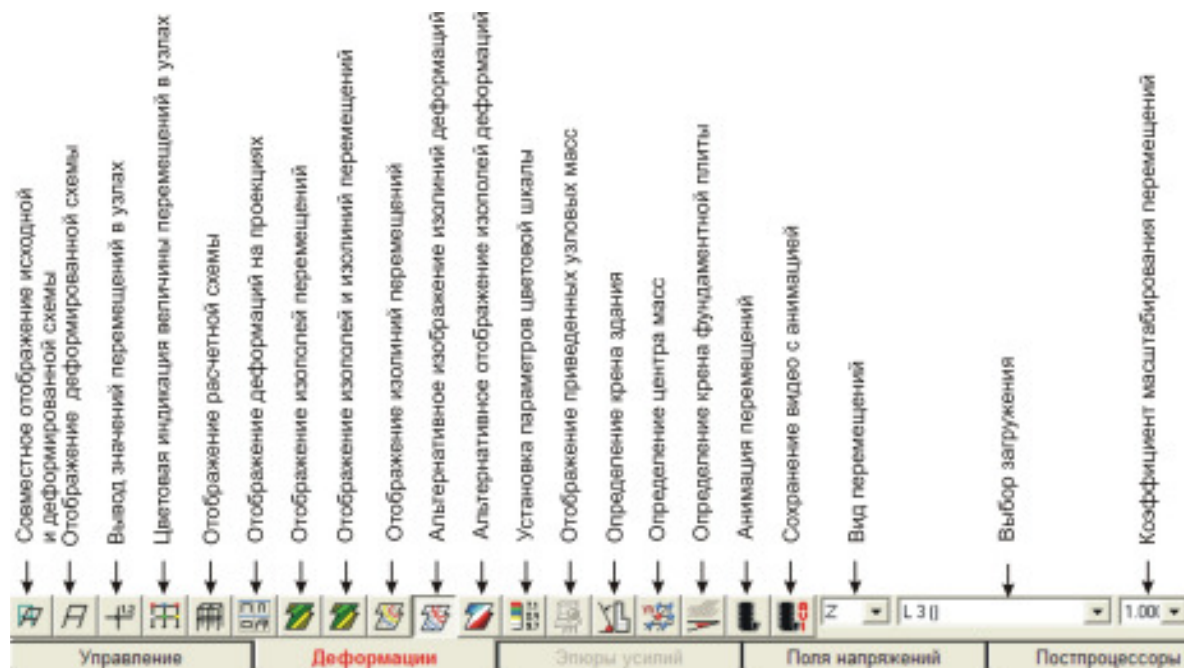 Совместное отображение исходной
и деформированной схемы
Отображение деформированной схемы
Вывод значений перемещений в узлах
Цветовая индикация величины перемещений в узлах
Отображение расчетной схемы
Отображение деформаций на проекциях
Отображение изополей перемещений
Отображение изополей и изолиний перемещений
Отображение изолиний перемещений
Альтернативное изображение изолиний деформаций
Альтернативное отображение изополей деформаций
Установка параметров цветовой шкалы
Отображение приведенных узловых масс
Определение крена здания
Определение центра масс
Определение крена фундаментной плиты
Анимация перемещений
Сохранение видео с анимацией
Вид перемещений
Выбор загружения
Коэффициент масштабирования перемещений
Z
L 3 ()
Управление
Деформации
Эпюры усилий
Поля напряжений
Постпроцессоры